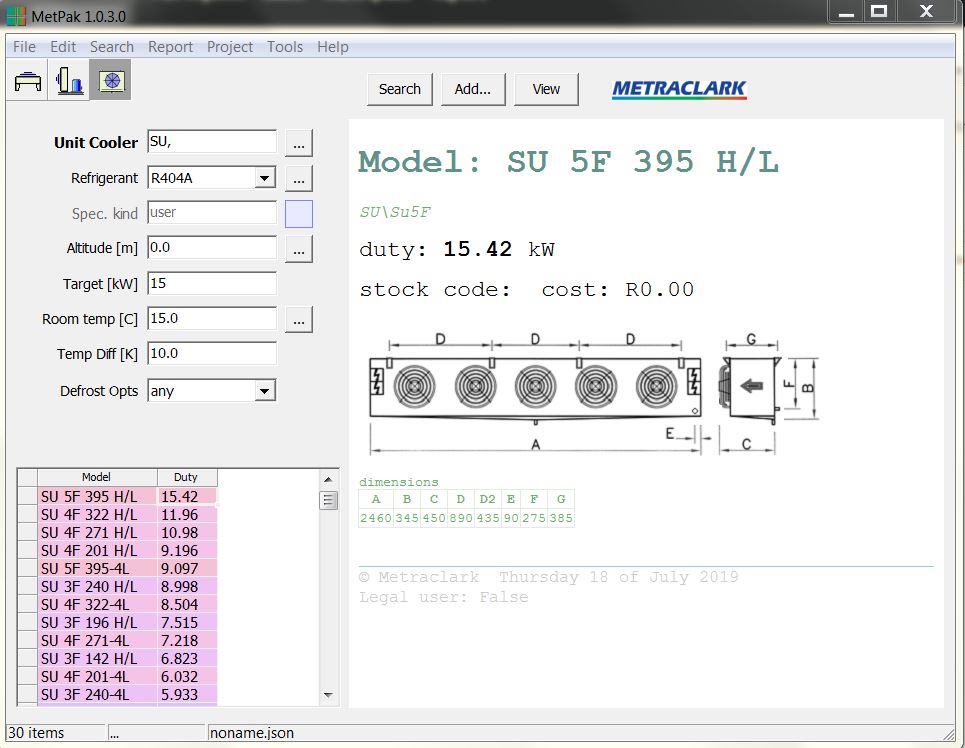 MetPak 1.0.3.0
File Edit Search Report Project Tools Help
Search Add... View METRACLARK
Unit Cooler SU, ...
Refrigerant R404A ...
Spec. kind user
Altitude [m] 0.0 ...
Target [kW] 15
Room temp [C] 15.0 ...
Temp Diff [K] 10.0
Defrost Opts any
Model Duty
SU 5F 395 H/L 15.42
SU 4F 322 H/L 11.96
SU 4F 271 H/L 10.98
SU 4F 201 H/L 9.196
SU 5F 395-4L 9.097
SU 3F 240 H/L 8.998
SU 4F 322-4L 8.504
SU 3F 196 H/L 7.515
SU 4F 271-4L 7.218
SU 3F 142 H/L 6.823
SU 4F 201-4L 6.032
SU 3F 240-4L 5.933
Model: SU 5F 395 H/L
SU\Su5F
duty: 15.42 kW
stock code: cost: R0.00
D D D G
F B
A E C
dimensions
A B C D D2 E F G
2460 345 450 890 435 90 275 385
© Metraclark Thursday 18 of July 2019
Legal user: False
30 items ... noname.json